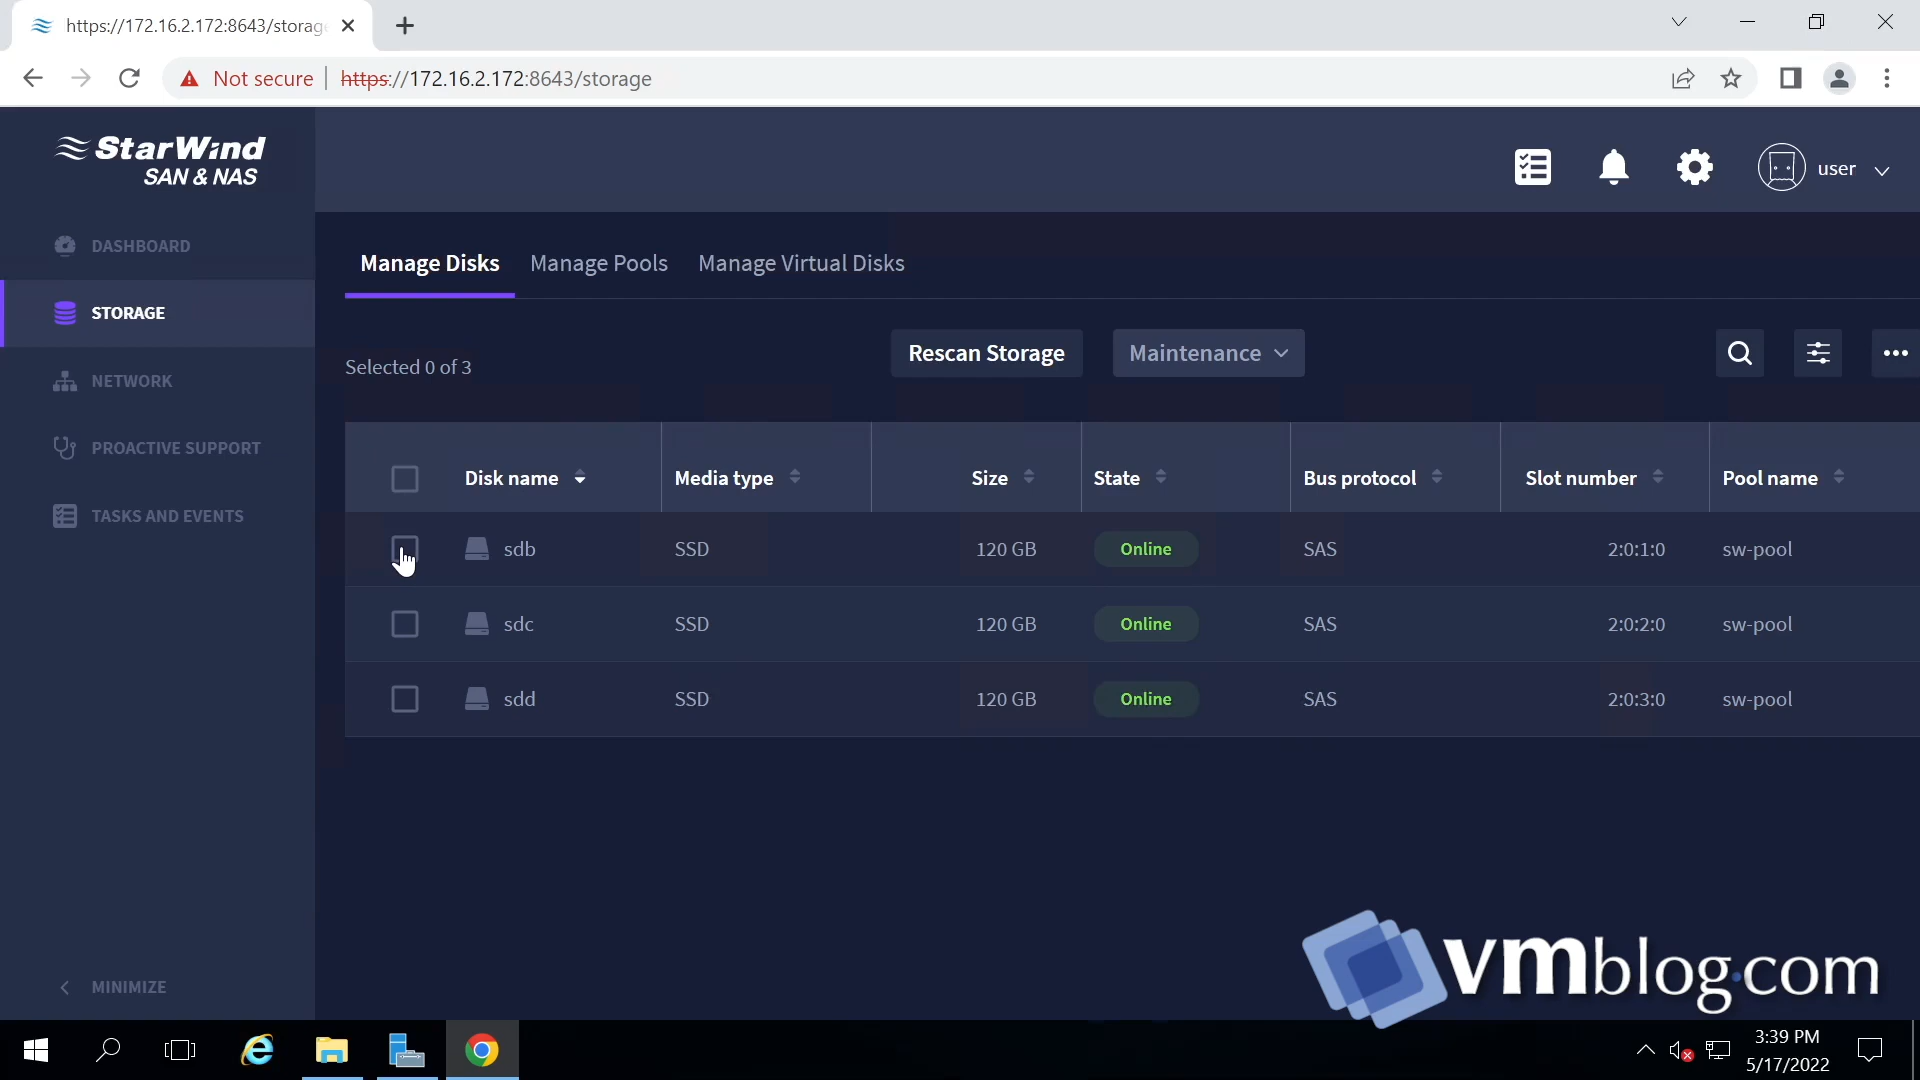 https://172.16.2.172:8643/storage
Not secure https://172.16.2.172:8643/storage
StarWind
SAN & NAS
user
DASHBOARD
STORAGE
NETWORK
PROACTIVE SUPPORT
TASKS AND EVENTS
MINIMIZE
Manage Disks Manage Pools Manage Virtual Disks
Selected 0 of 3 Rescan Storage Maintenance
Disk name Media type Size State Bus protocol Slot number Pool name
sdb SSD 120 GB Online SAS 2:0:1:0 sw-pool
sdc SSD 120 GB Online SAS 2:0:2:0 sw-pool
sdd SSD 120 GB Online SAS 2:0:3:0 sw-pool
vmblog.com
3:39 PM
5/17/2022